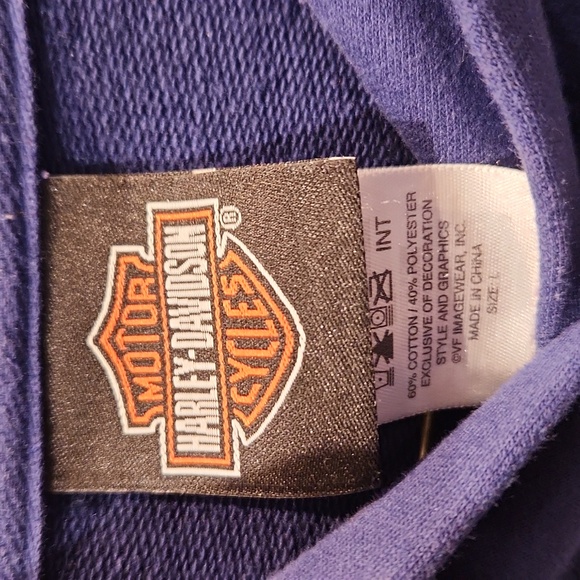 MOTOR
HARLEY-DAVIDSON
CYCLES
®
INT
60% COTTON / 40% POLYESTER
EXCLUSIVE OF DECORATION
STYLE AND GRAPHICS
©VF IMAGEWEAR, INC.
MADE IN CHINA
SIZE: L